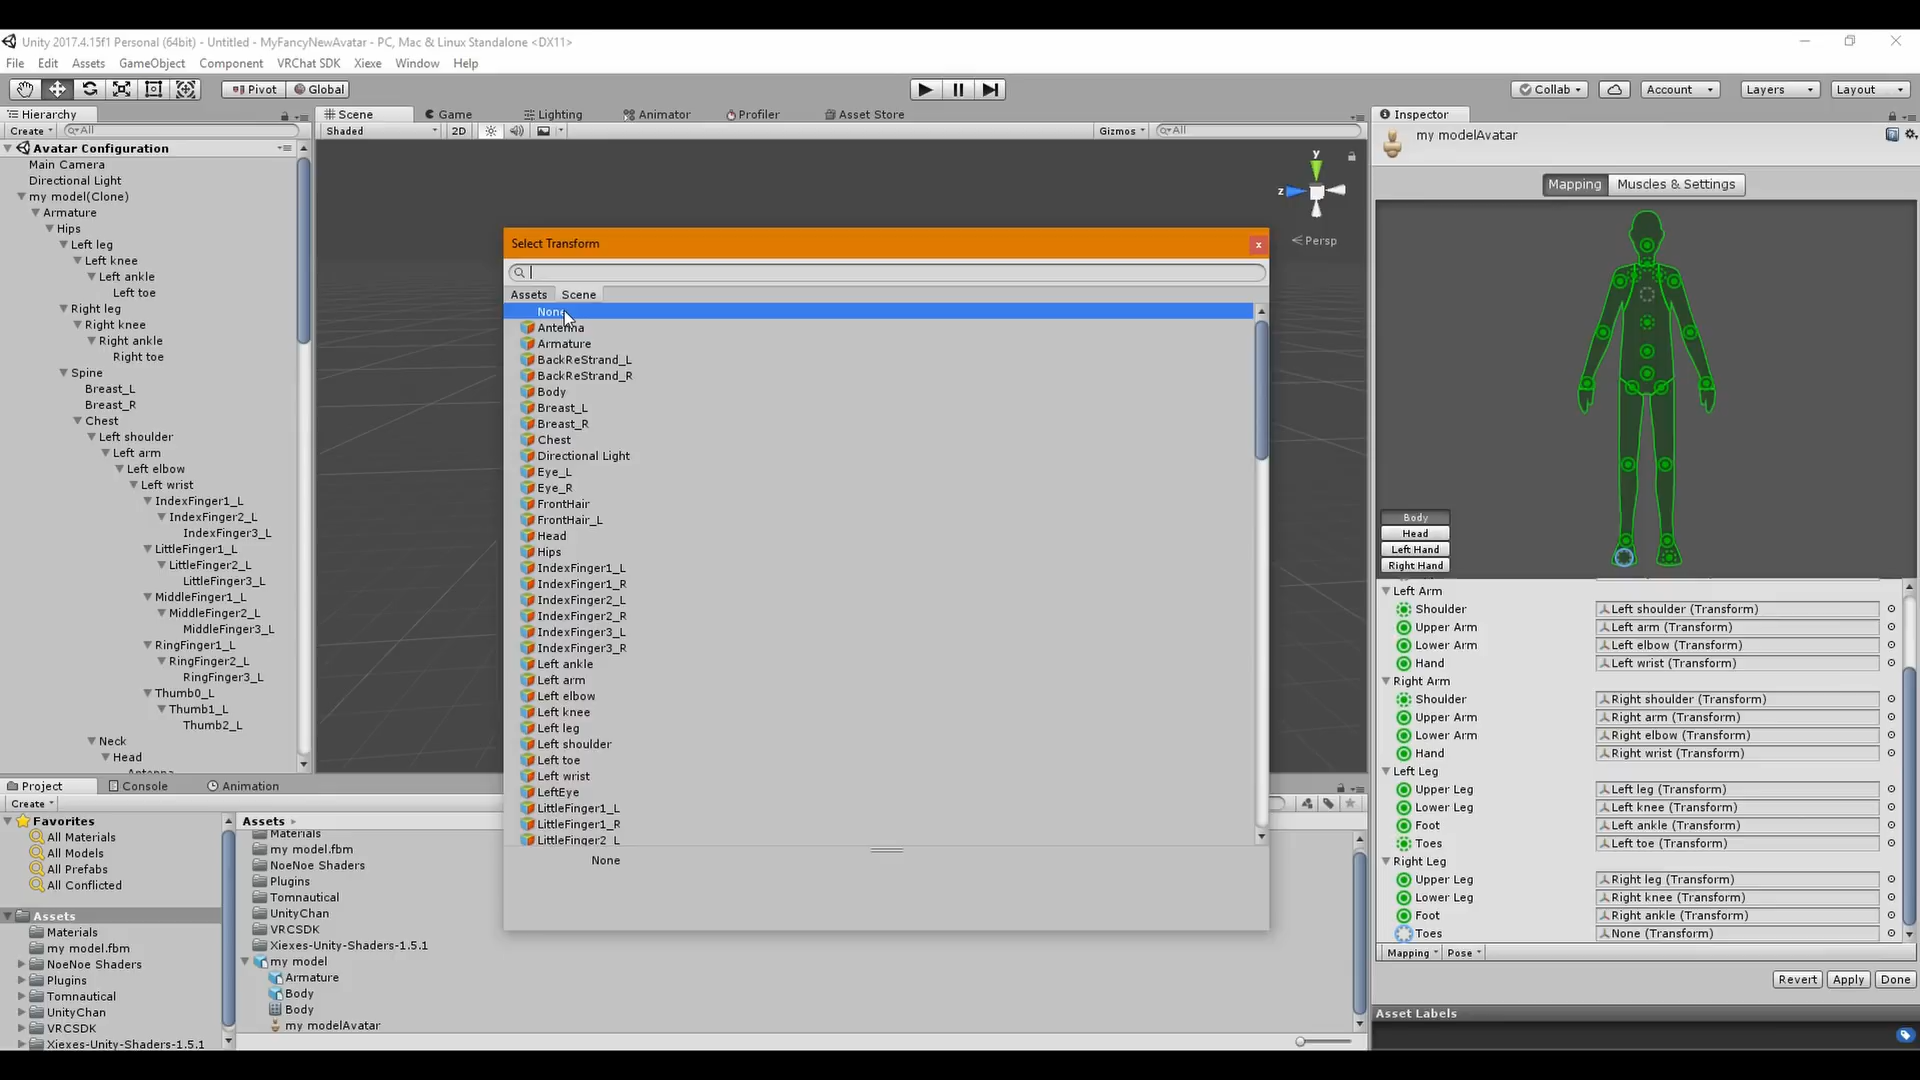 Unity 2017.4.15f1 Personal (64bit) - Untitled - MyFancyNewAvatar - PC, Mac & Linux Standalone <DX11>
File Edit Assets GameObject Component VRChat SDK Xiexe Window Help
Pivot Global Collab Account Layers Layout
Hierarchy
Create All
Avatar Configuration
Main Camera
Directional Light
my model(Clone)
Armature
Hips
Left leg
Left knee
Left ankle
Left toe
Right leg
Right knee
Right ankle
Right toe
Spine
Breast_L
Breast_R
Chest
Left shoulder
Left arm
Left elbow
Left wrist
IndexFinger1_L
IndexFinger2_L
IndexFinger3_L
LittleFinger1_L
LittleFinger2_L
LittleFinger3_L
MiddleFinger1_L
MiddleFinger2_L
MiddleFinger3_L
RingFinger1_L
RingFinger2_L
RingFinger3_L
Thumb0_L
Thumb1_L
Thumb2_L
Neck
Head
Scene Game Lighting Animator Profiler Asset Store
Shaded 2D Gizmos All
y
z
Persp
Select Transform
x
Assets Scene
None
Antenna
Armature
BackReStrand_L
BackReStrand_R
Body
Breast_L
Breast_R
Chest
Directional Light
Eye_L
Eye_R
FrontHair
FrontHair_L
Head
Hips
IndexFinger1_L
IndexFinger1_R
IndexFinger2_L
IndexFinger2_R
IndexFinger3_L
IndexFinger3_R
Left ankle
Left arm
Left elbow
Left knee
Left leg
Left shoulder
Left toe
Left wrist
LeftEye
LittleFinger1_L
LittleFinger1_R
LittleFinger2_L
None
Inspector
my modelAvatar
Mapping Muscles & Settings
Body
Head
Left Hand
Right Hand
Left Arm
Shoulder Left shoulder (Transform)
Upper Arm Left arm (Transform)
Lower Arm Left elbow (Transform)
Hand Left wrist (Transform)
Right Arm
Shoulder Right shoulder (Transform)
Upper Arm Right arm (Transform)
Lower Arm Right elbow (Transform)
Hand Right wrist (Transform)
Left Leg
Upper Leg Left leg (Transform)
Lower Leg Left knee (Transform)
Foot Left ankle (Transform)
Toes Left toe (Transform)
Right Leg
Upper Leg Right leg (Transform)
Lower Leg Right knee (Transform)
Foot Right ankle (Transform)
Toes None (Transform)
Mapping Pose
Revert Apply Done
Asset Labels
Project Console Animation
Create
Favorites
All Materials
All Models
All Prefabs
All Conflicted
Assets
Materials
my model.fbm
NoeNoe Shaders
Plugins
Tomnautical
UnityChan
VRCSDK
Xiexes-Unity-Shaders-1.5.1
Assets
Materials
my model.fbm
NoeNoe Shaders
Plugins
Tomnautical
UnityChan
VRCSDK
Xiexes-Unity-Shaders-1.5.1
my model
Armature
Body
Body
my modelAvatar